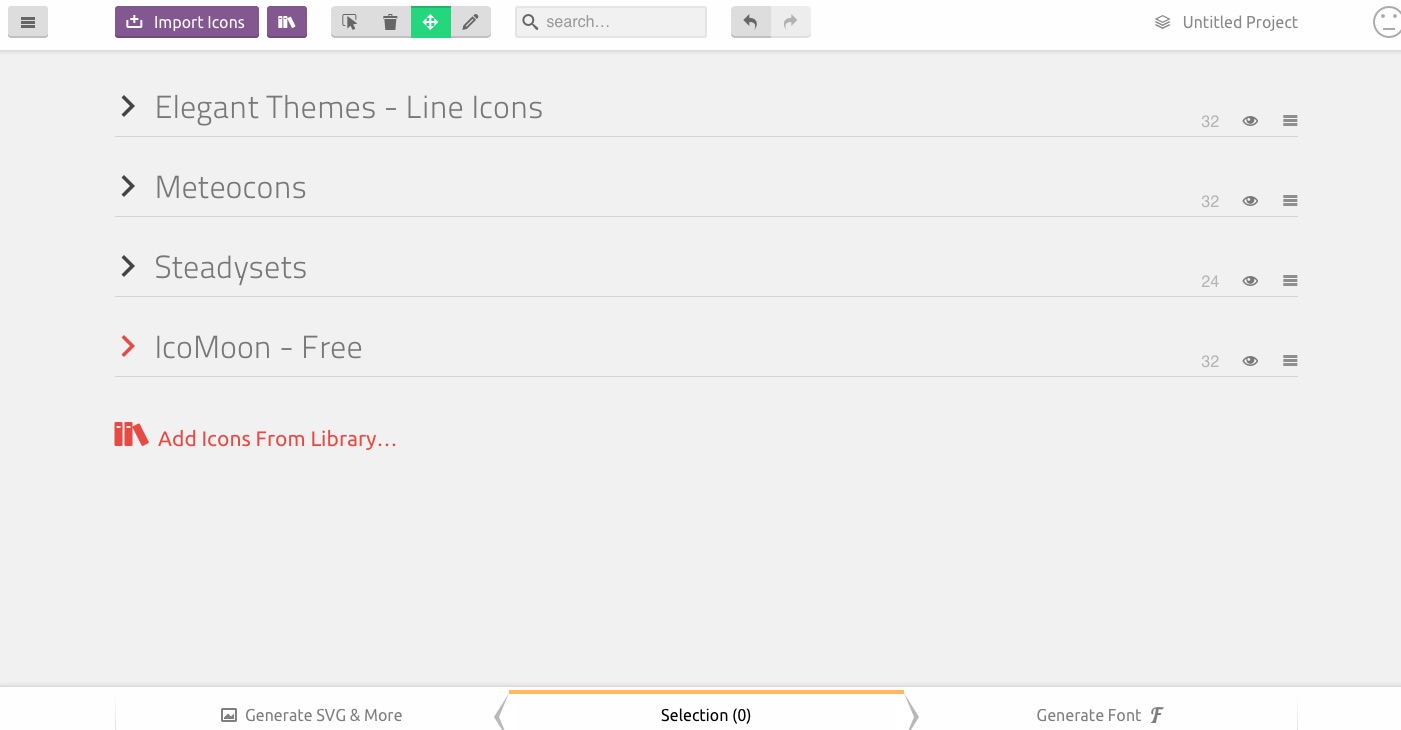 Import Icons
search...
Untitled Project
Elegant Themes - Line Icons
32
Meteocons
32
Steadysets
24
IcoMoon - Free
32
Add Icons From Library...
Generate SVG & More
Selection (0)
Generate Font